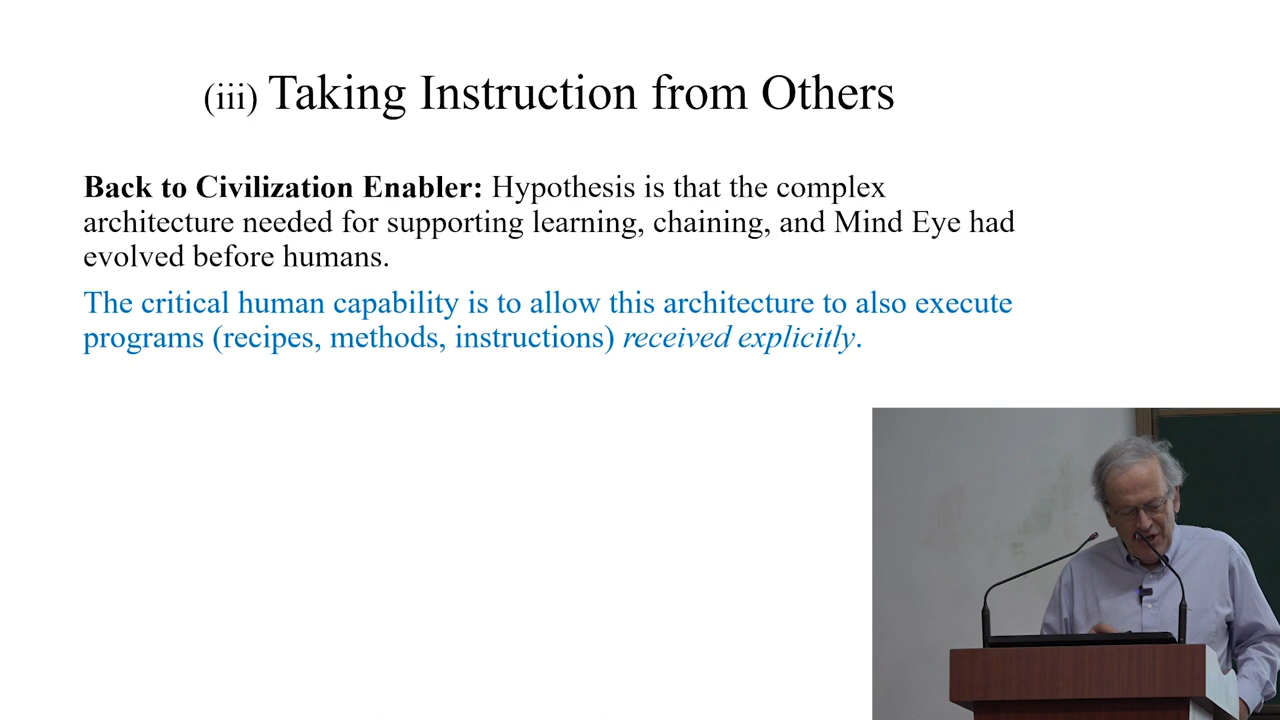 (iii) Taking Instruction from Others
Back to Civilization Enabler: Hypothesis is that the complex
architecture needed for supporting learning, chaining, and Mind Eye had
evolved before humans.
The critical human capability is to allow this architecture to also execute
programs (recipes, methods, instructions) received explicitly.